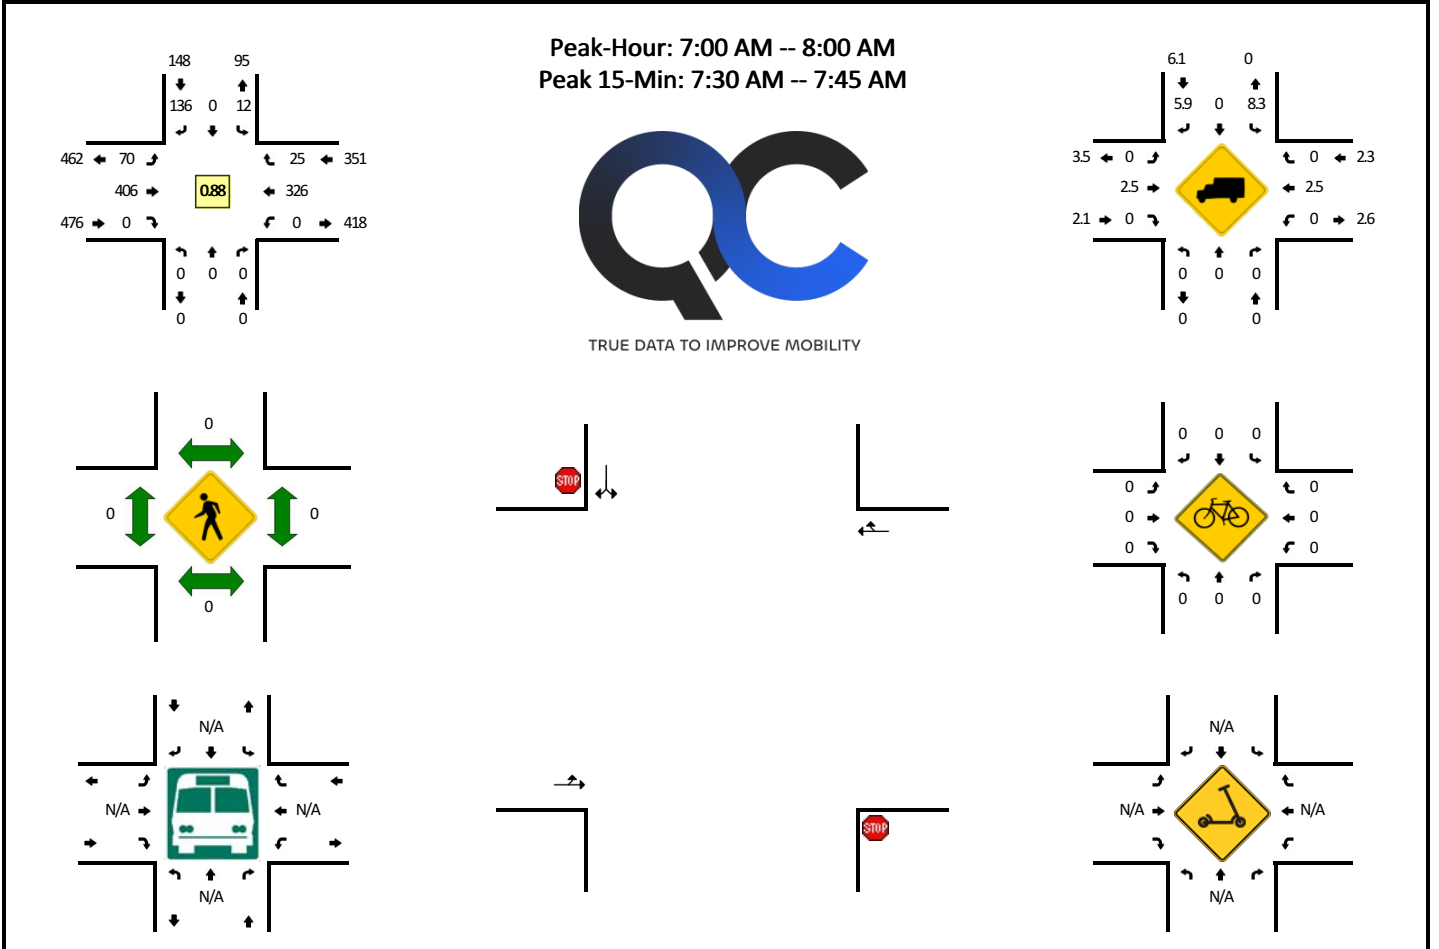 Peak-Hour: 7:00 AM -- 8:00 AM
Peak 15-Min: 7:30 AM -- 7:45 AM
148 95
136 0 12
462 70 25 351
406 0.88 326
476 0 0 418
0 0 0
0 0
TRUE DATA TO IMPROVE MOBILITY
6.1 0
5.9 0 8.3
3.5 0 0 2.3
2.5 2.5
2.1 0 0 2.6
0 0 0
0 0
0
0 0
0
STOP
STOP
0 0 0
0 0
0 0
0 0
0 0 0
N/A
N/A N/A
N/A
N/A
N/A N/A
N/A